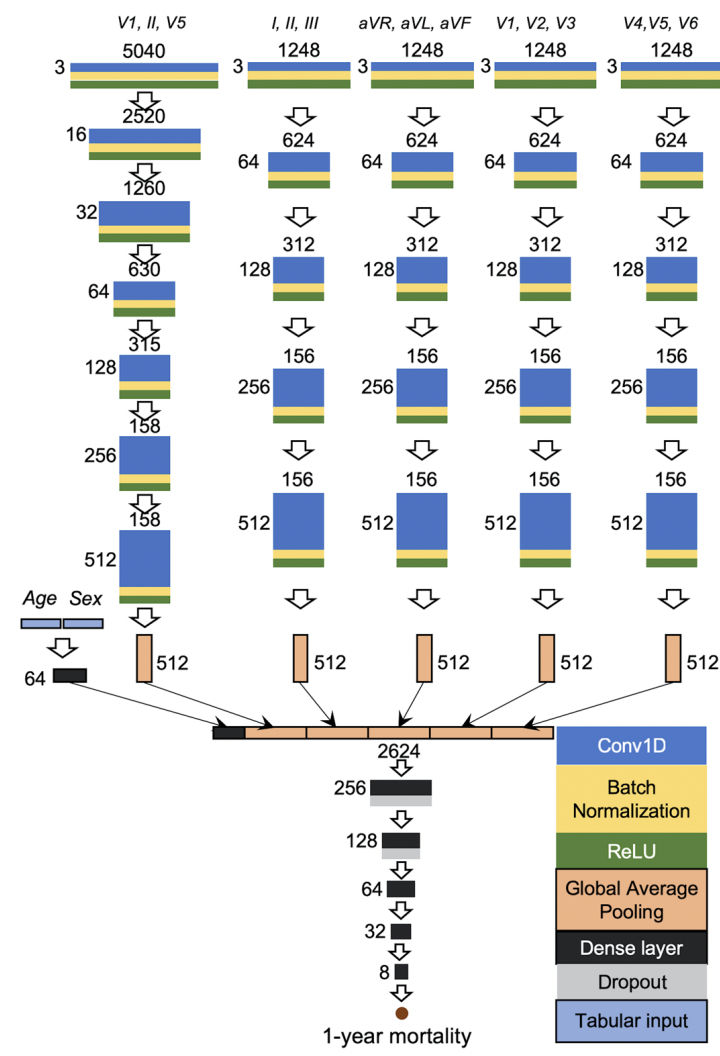 V1, II, V5 I, II, III aVR, aVL, aVF V1, V2, V3 V4,V5, V6
5040 1248 1248 1248 1248
3 3 3 3 3
2520 624 624 624 624
16 64 64 64 64
1260
32
312 312 312 312
630 128 128 128 128
64
315 156 156 156 156
128 256 256 256 256
158
256
156 156 156 156
158 512 512 512 512
512
Age Sex
64 512 512 512 512 512
2624
256
128
64
32
8
1-year mortality
Conv1D
Batch
Normalization
ReLU
Global Average
Pooling
Dense layer
Dropout
Tabular input